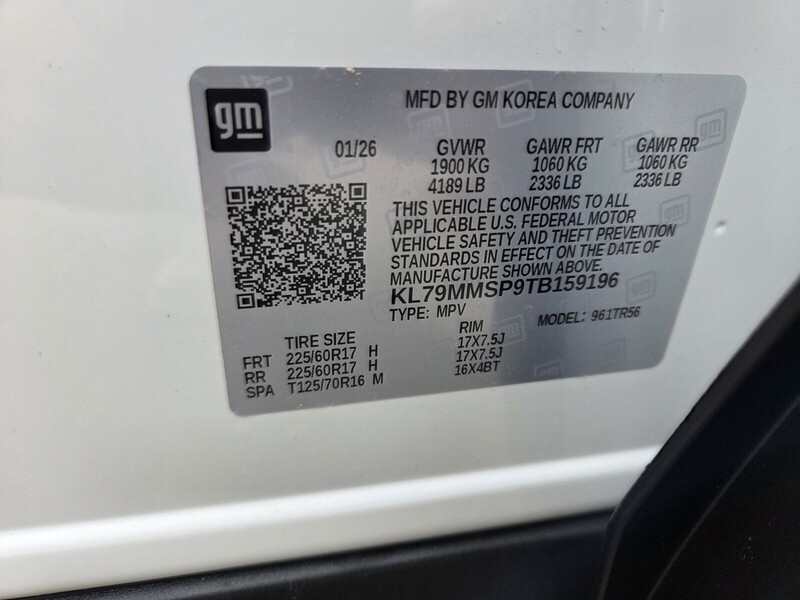 gm
MFD BY GM KOREA COMPANY
01/26 GVWR GAWR FRT GAWR RR
1900 KG 1060 KG 1060 KG
4189 LB 2336 LB 2336 LB
THIS VEHICLE CONFORMS TO ALL
APPLICABLE U.S. FEDERAL MOTOR
VEHICLE SAFETY AND THEFT PREVENTION
STANDARDS IN EFFECT ON THE DATE OF
MANUFACTURE SHOWN ABOVE.
KL79MMSP9TB159196
TYPE: MPV MODEL: 961TR56
TIRE SIZE RIM
FRT 225/60R17 H 17X7.5J
RR 225/60R17 H 17X7.5J
SPA T125/70R16 M 16X4BT